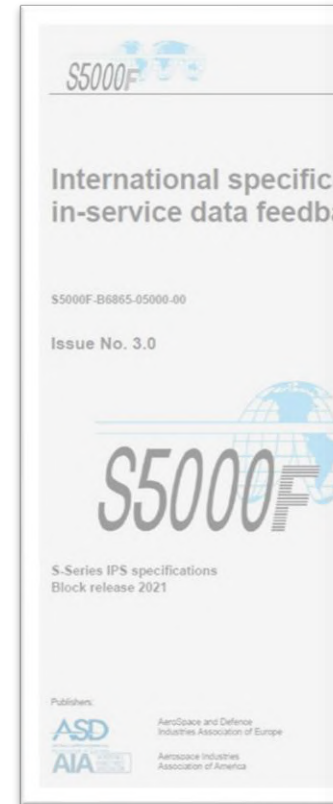 S5000F
International specific
in-service data feedba
S5000F-B6865-05000-00
Issue No. 3.0
S5000F
S-Series IPS specifications
Block release 2021
Publishers:
ASD
AeroSpace and Defence
Industries Association of Europe
AIA
Aerospace Industries
Association of America